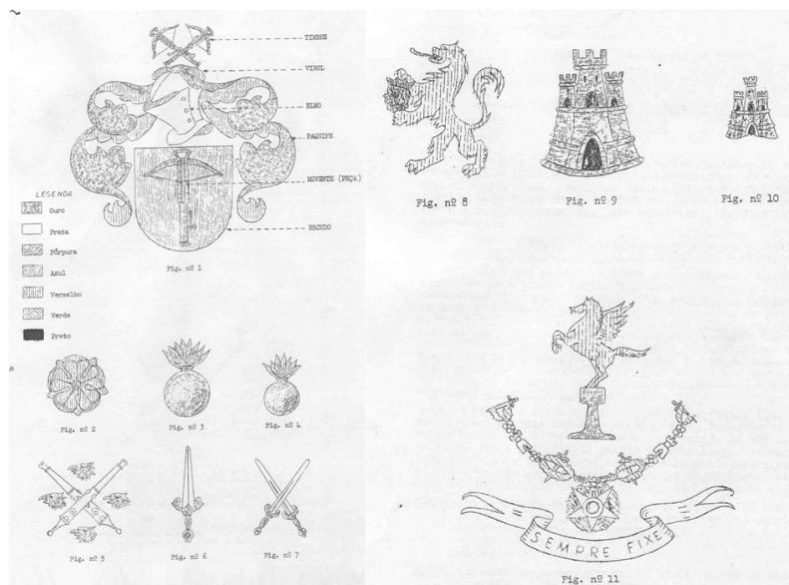 TIMBRE
VIROL
ELMO
PAQUIFE
MOVENTE (PEÇA)
ESCUDO
LEGENDA
Ouro
Prata
Púrpura
Azul
Vermelho
Verde
Preto
Fig. nº 1
Fig. nº 2
Fig. nº 3
Fig. nº 4
Fig. nº 5
Fig. nº 6
Fig. nº 7
Fig. nº 8
Fig. nº 9
Fig. nº 10
SEMPRE FIXE
Fig. nº 11